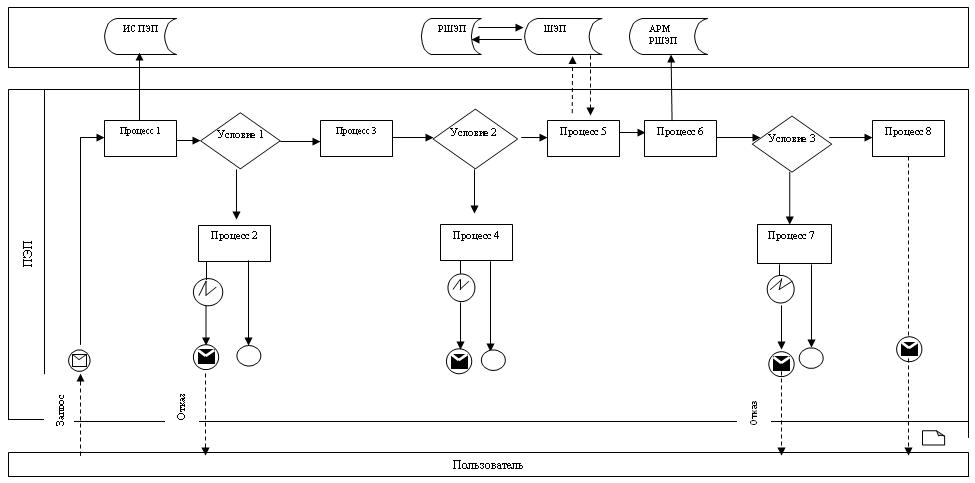 ИС ПЭП
РШЭП
ШЭП
АРМ
РШЭП
Процесс 1
Условие 1
Процесс 3
Условие 2
Процесс 5
Процесс 6
Условие 3
Процесс 8
Процесс 2
Процесс 4
Процесс 7
ПЭП
Запрос
Отказ
Отказ
Пользователь